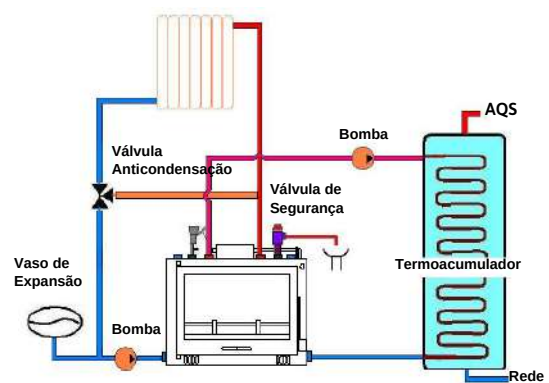 AQS
Bomba
Válvula
Anticondensação
Válvula de
Segurança
Termoacumulador
Vaso de
Expansão
Bomba
Rede